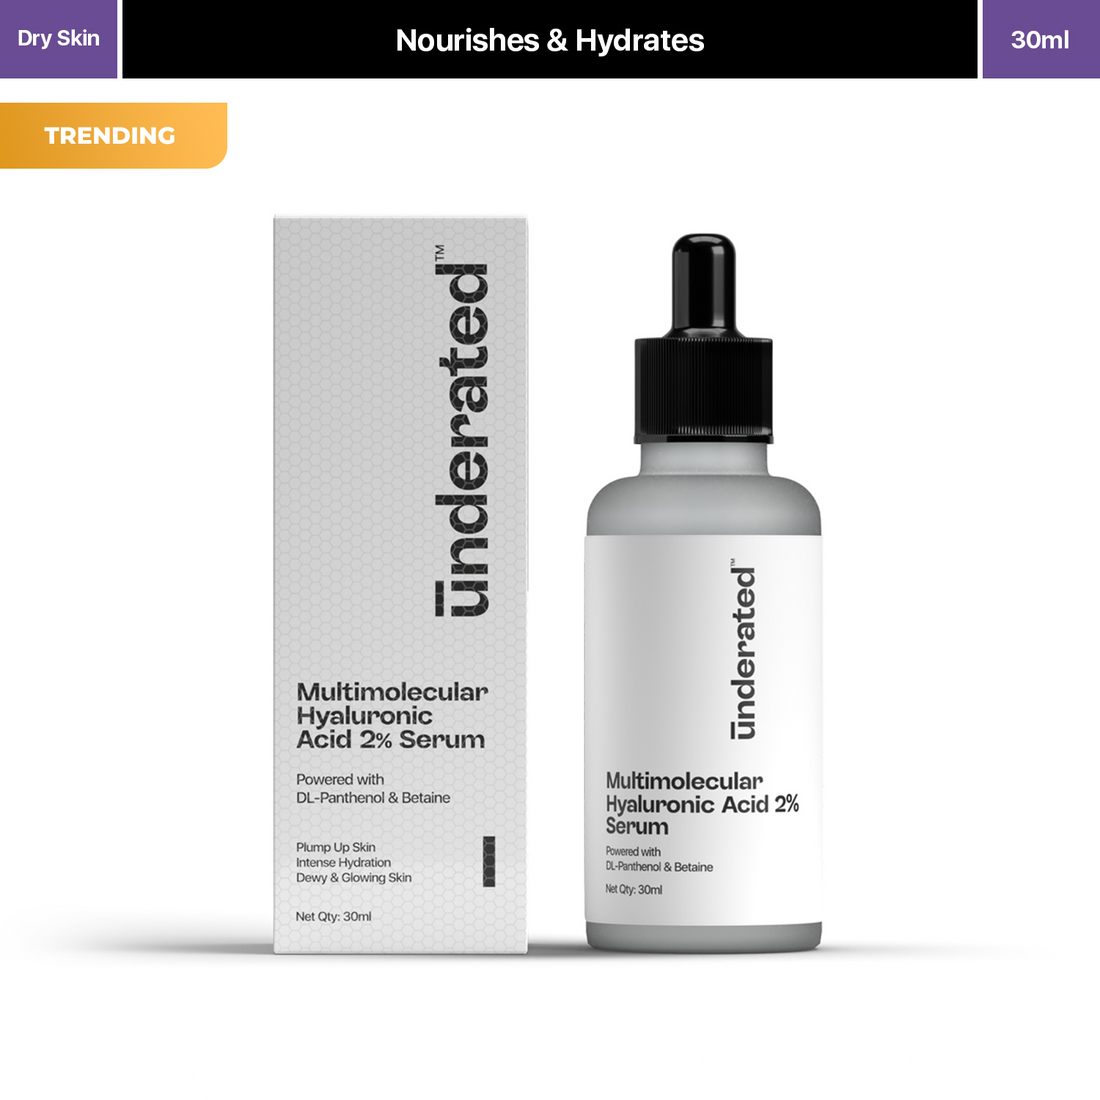 Dry Skin
Nourishes & Hydrates
30ml
TRENDING
ūnderated™
Multimolecular
Hyaluronic
Acid 2% Serum
Powered with
DL-Panthenol & Betaine
Plump Up Skin
Intense Hydration
Dewy & Glowing Skin
Net Qty: 30ml
ūnderated™
Multimolecular
Hyaluronic Acid 2%
Serum
Powered with
DL-Panthenol & Betaine
Net Qty: 30ml